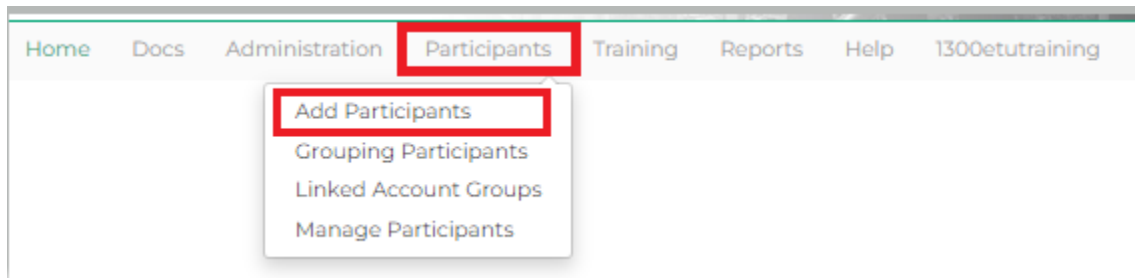 Home Docs Administration Participants Training Reports Help 1300etutraining
Add Participants
Grouping Participants
Linked Account Groups
Manage Participants